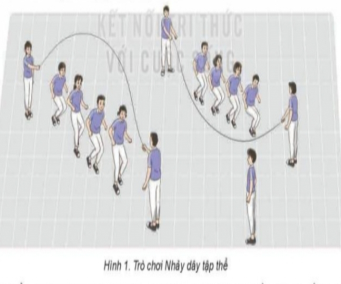 KẾT NỐI TRI THỨC
VỚI CUỘC SỐNG
Hình 1. Trò chơi Nhảy dây tập thể